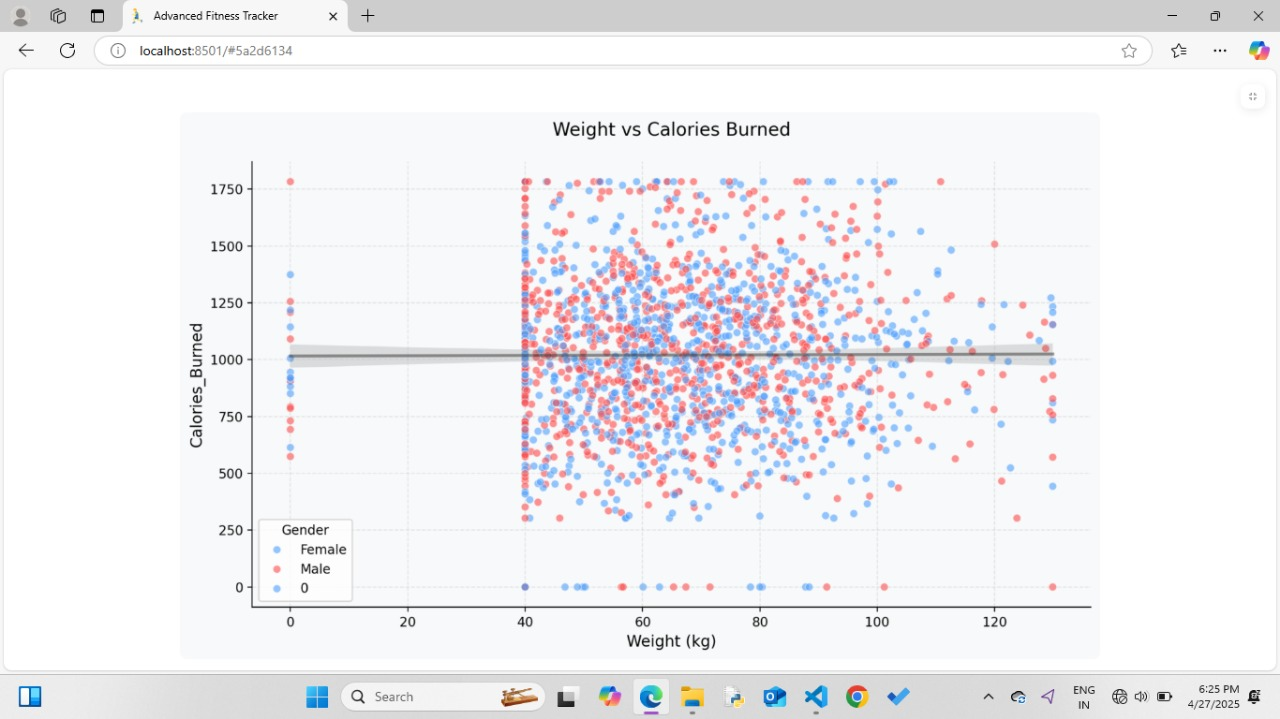 Advanced Fitness Tracker
localhost:8501/#5a2d6134
Weight vs Calories Burned
1750
1500
1250
1000
750
500
250
0
Calories_Burned
Gender
Female
Male
0
0 20 40 60 80 100 120
Weight (kg)
Search
ENG
IN
6:25 PM
4/27/2025